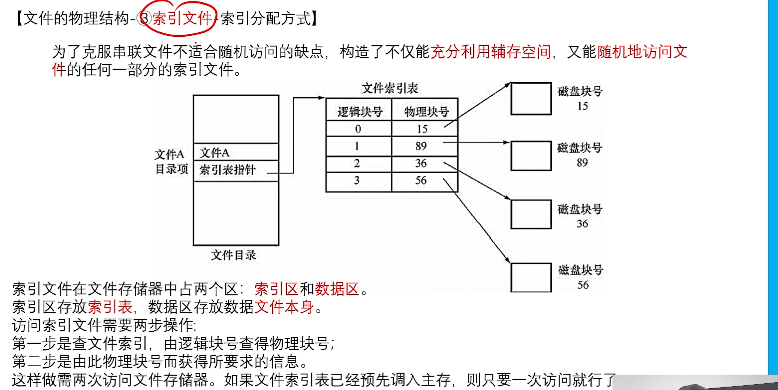 【文件的物理结构-③索引文件-索引分配方式】
为了克服串联文件不适合随机访问的缺点，构造了不仅能充分利用辅存空间，又能随机地访问文
件的任何一部分的索引文件。
文件索引表
逻辑块号 物理块号
0 15
1 89
2 36
3 56
磁盘块号
15
磁盘块号
89
磁盘块号
36
磁盘块号
56
文件A
目录项
文件A
索引表指针
文件目录
索引文件在文件存储器中占两个区：索引区和数据区。
索引区存放索引表，数据区存放数据文件本身。
访问索引文件需要两步操作:
第一步是查文件索引，由逻辑块号查得物理块号；
第二步是由此物理块号而获得所要求的信息。
这样做需两次访问文件存储器。如果文件索引表已经预先调入主存，则只要一次访问就行了